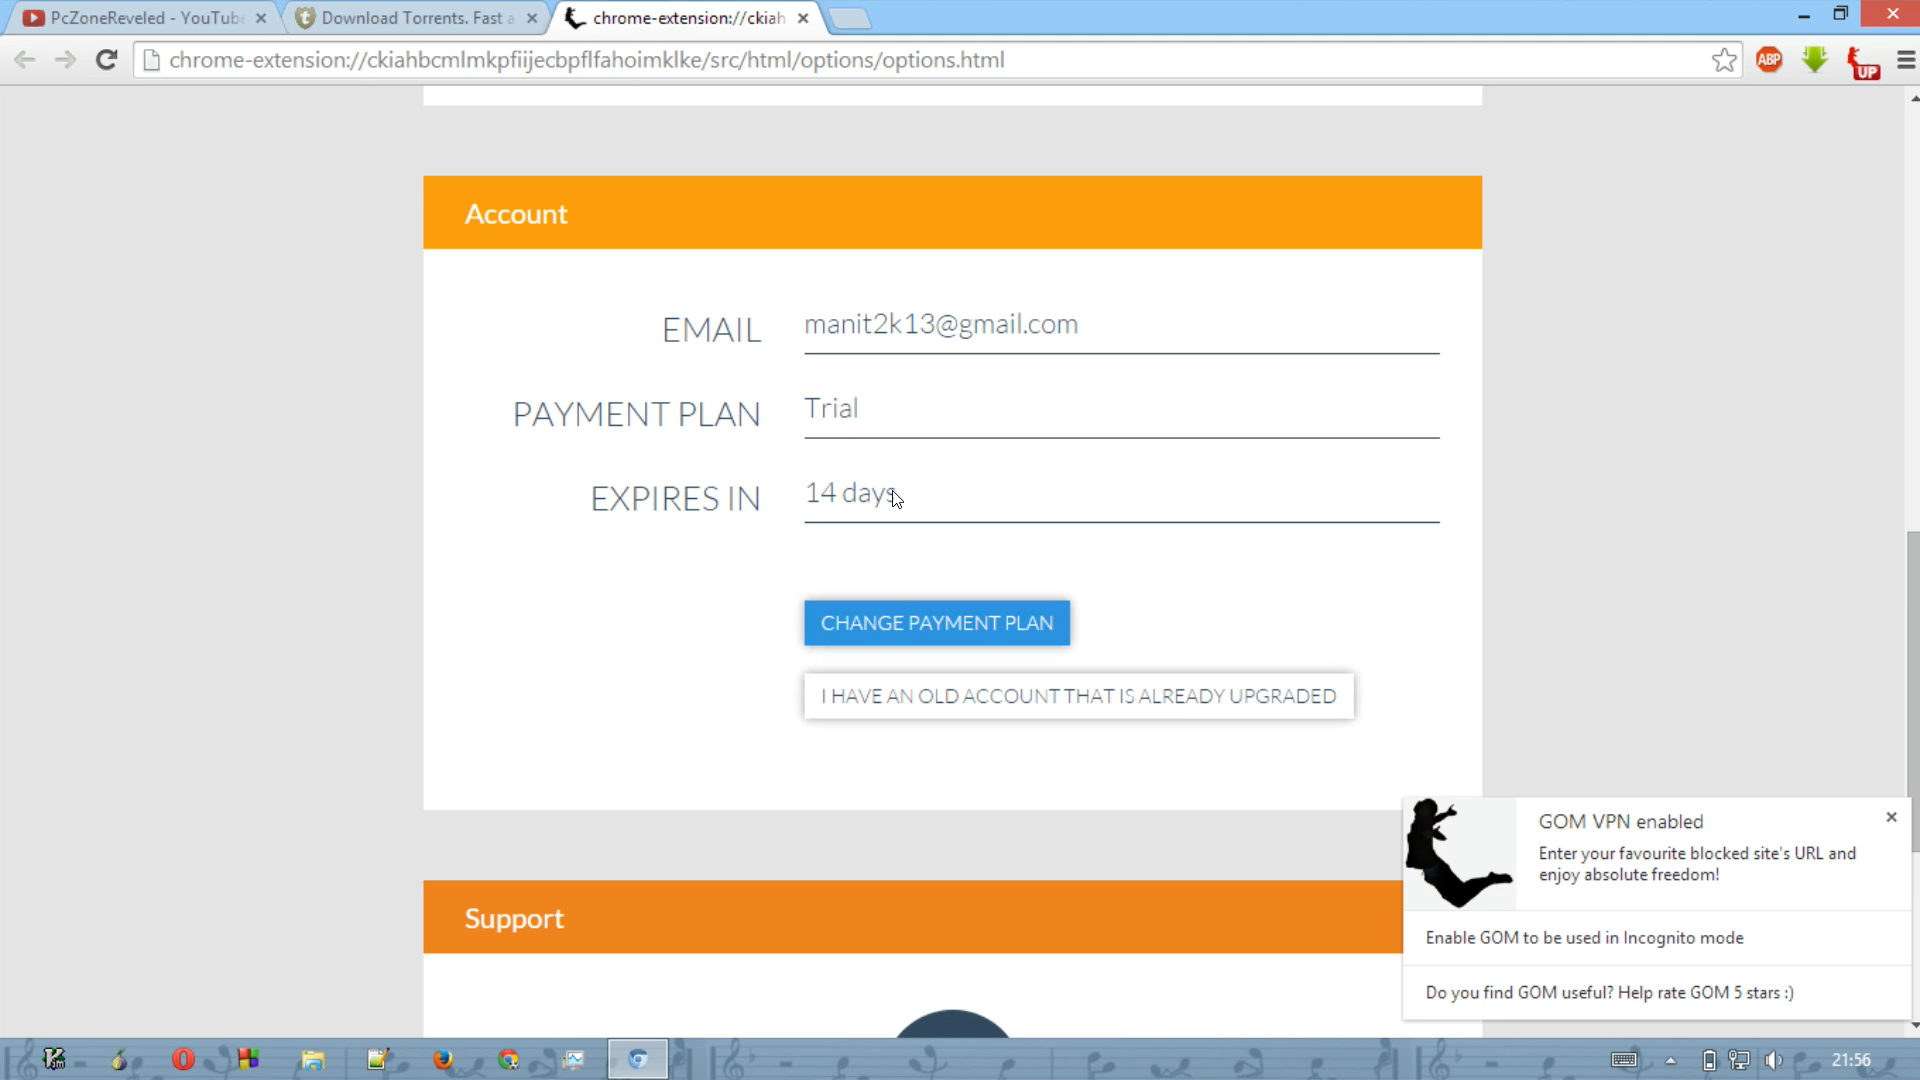 PcZoneReveled - YouTube
Download Torrents. Fast a
chrome-extension://ckiah
chrome-extension://ckiahbcmlmkpfiijecbpflfahoimklke/src/html/options/options.html
ABP
UP
Account
EMAIL
manit2k13@gmail.com
PAYMENT PLAN
Trial
EXPIRES IN
14 days
CHANGE PAYMENT PLAN
I HAVE AN OLD ACCOUNT THAT IS ALREADY UPGRADED
GOM VPN enabled
Enter your favourite blocked site's URL and
enjoy absolute freedom!
Support
Enable GOM to be used in Incognito mode
Do you find GOM useful? Help rate GOM 5 stars :)
21:56